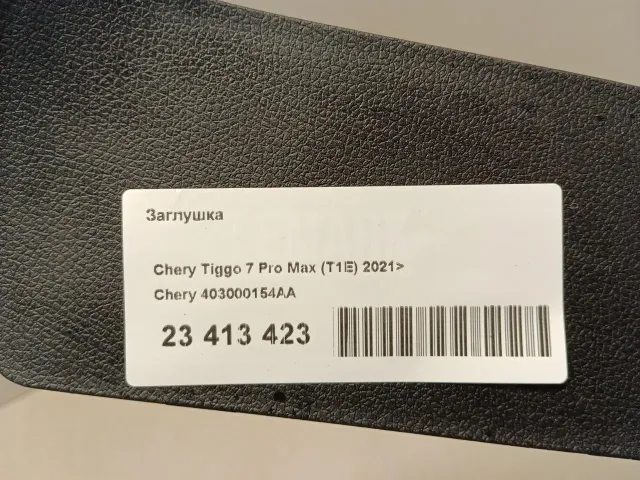 Заглушка
Chery Tiggo 7 Pro Max (T1E) 2021>
Chery 403000154AA
23 413 423